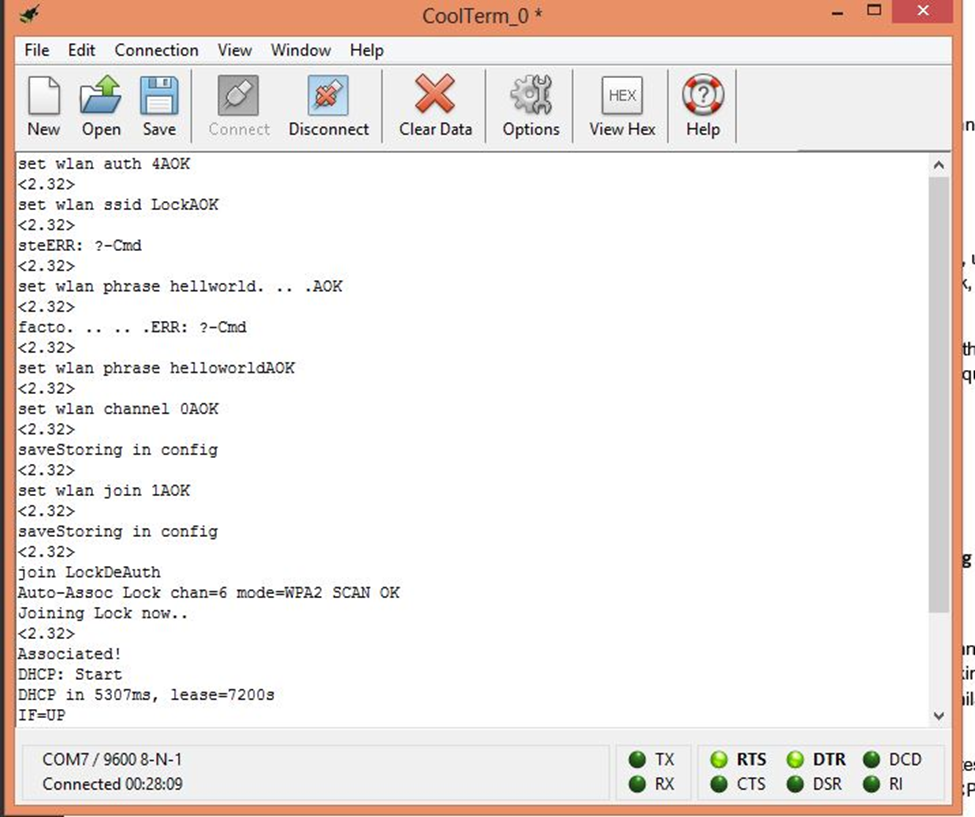 CoolTerm_0 *
File Edit Connection View Window Help
New Open Save Connect Disconnect Clear Data Options HEX View Hex Help
set wlan auth 4AOK
<2.32>
set wlan ssid LockAOK
<2.32>
steERR: ?-Cmd
<2.32>
set wlan phrase hellworld. .. .AOK
<2.32>
facto. .. .. .ERR: ?-Cmd
<2.32>
set wlan phrase helloworldAOK
<2.32>
set wlan channel 0AOK
<2.32>
saveStoring in config
<2.32>
set wlan join 1AOK
<2.32>
saveStoring in config
<2.32>
join LockDeAuth
Auto-Assoc Lock chan=6 mode=WPA2 SCAN OK
Joining Lock now..
<2.32>
Associated!
DHCP: Start
DHCP in 5307ms, lease=7200s
IF=UP
COM7 / 9600 8-N-1
Connected 00:28:09
TX RTS DTR DCD
RX CTS DSR RI